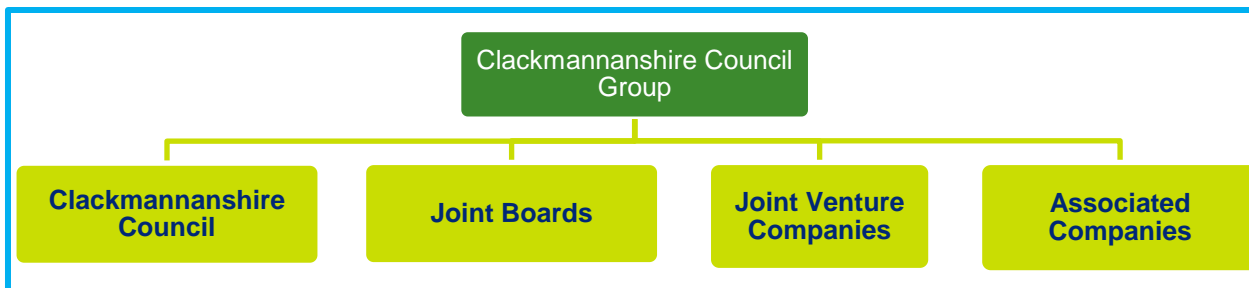 Clackmannanshire Council
Group
Clackmannanshire
Council
Joint Boards
Joint Venture
Companies
Associated
Companies